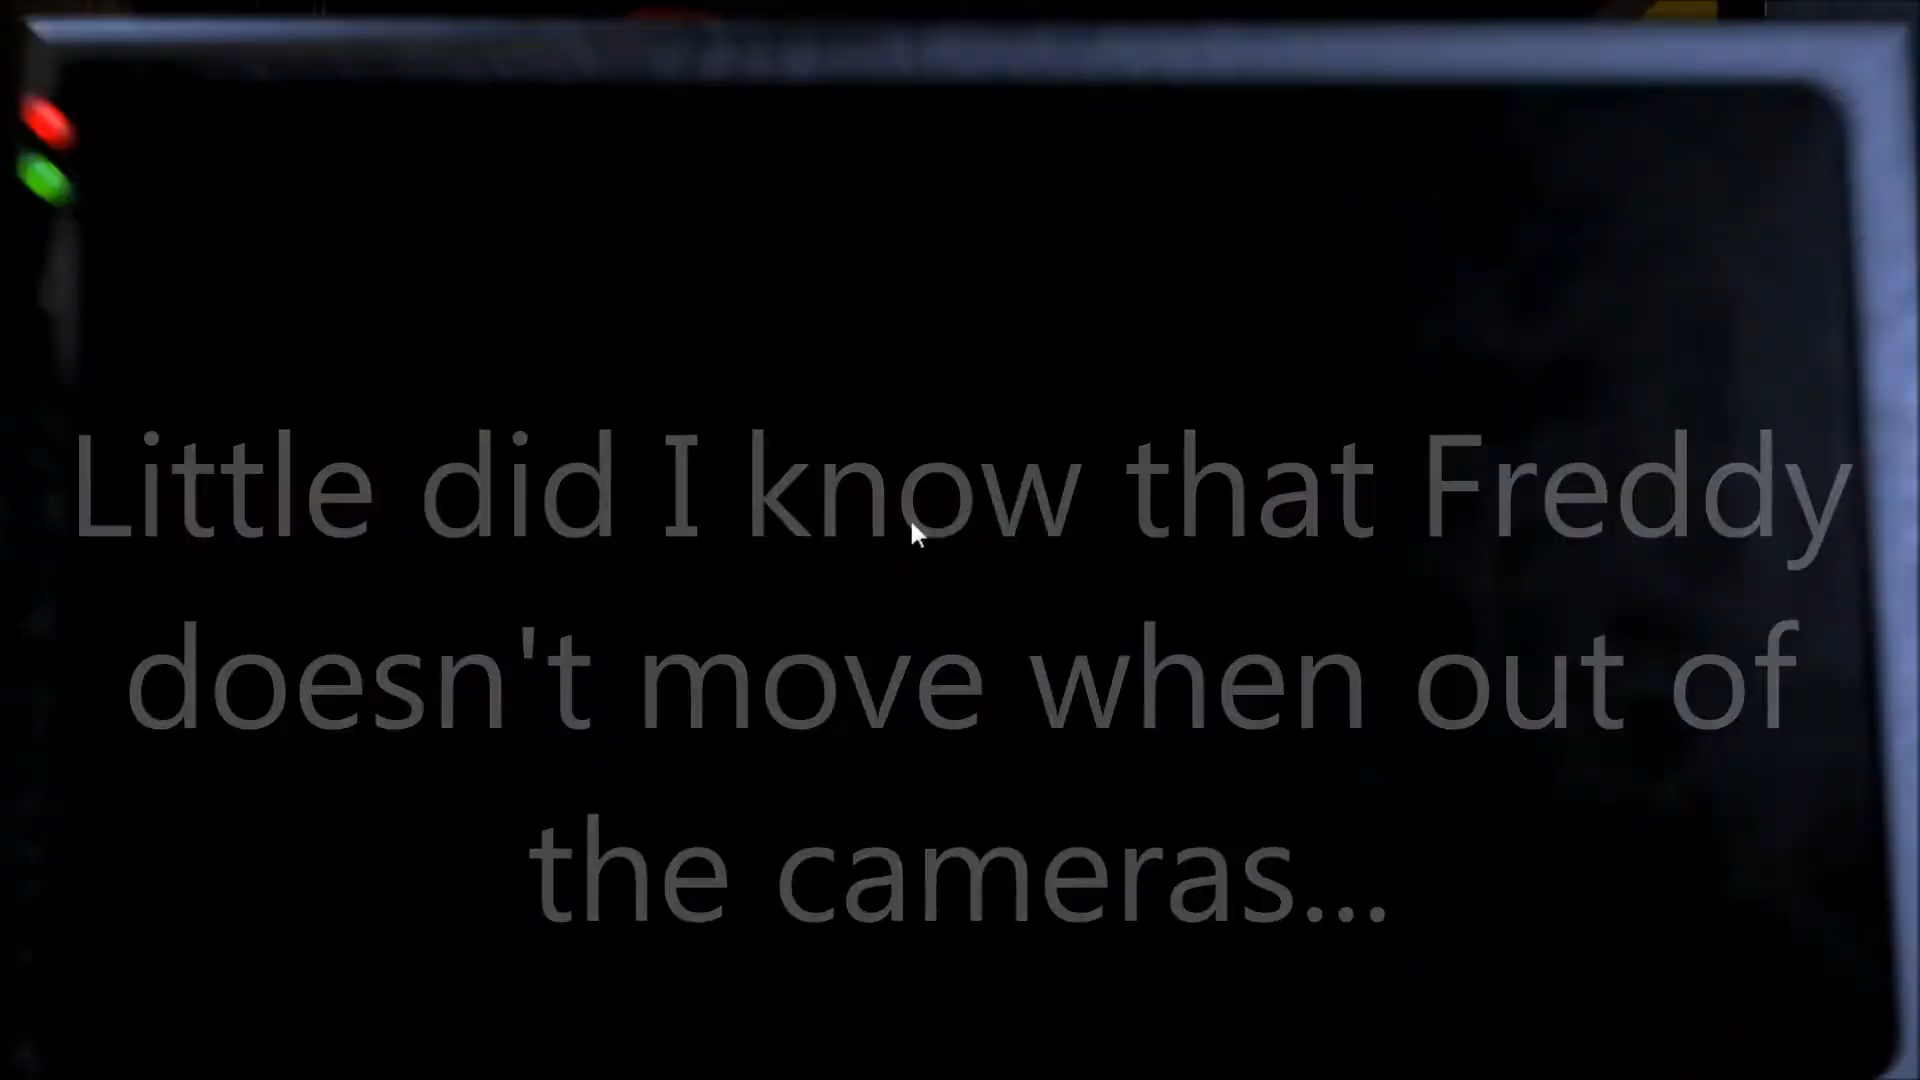 Little did I know that Freddy
doesn't move when out of
the cameras...